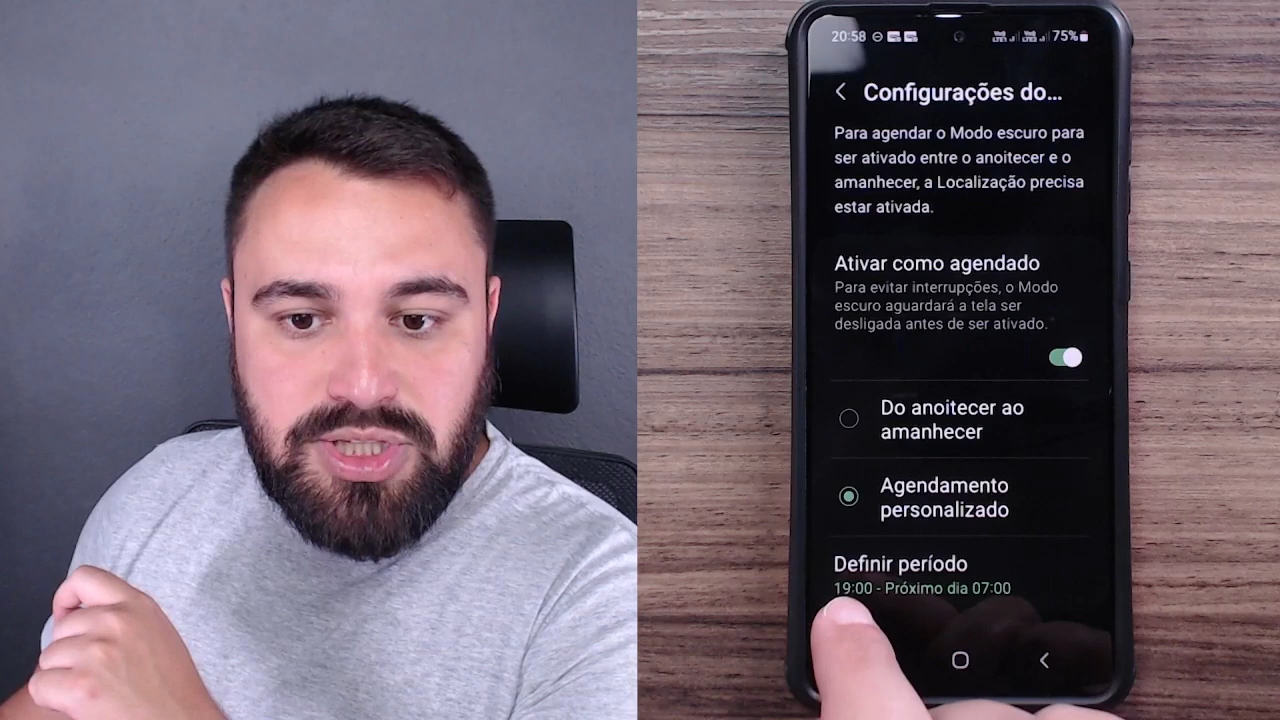 20:58
75%
Configurações do...
Para agendar o Modo escuro para
ser ativado entre o anoitecer e o
amanhecer, a Localização precisa
estar ativada.
Ativar como agendado
Para evitar interrupções, o Modo
escuro aguardará a tela ser
desligada antes de ser ativado.
Do anoitecer ao
amanhecer
Agendamento
personalizado
Definir período
19:00 - Próximo dia 07:00